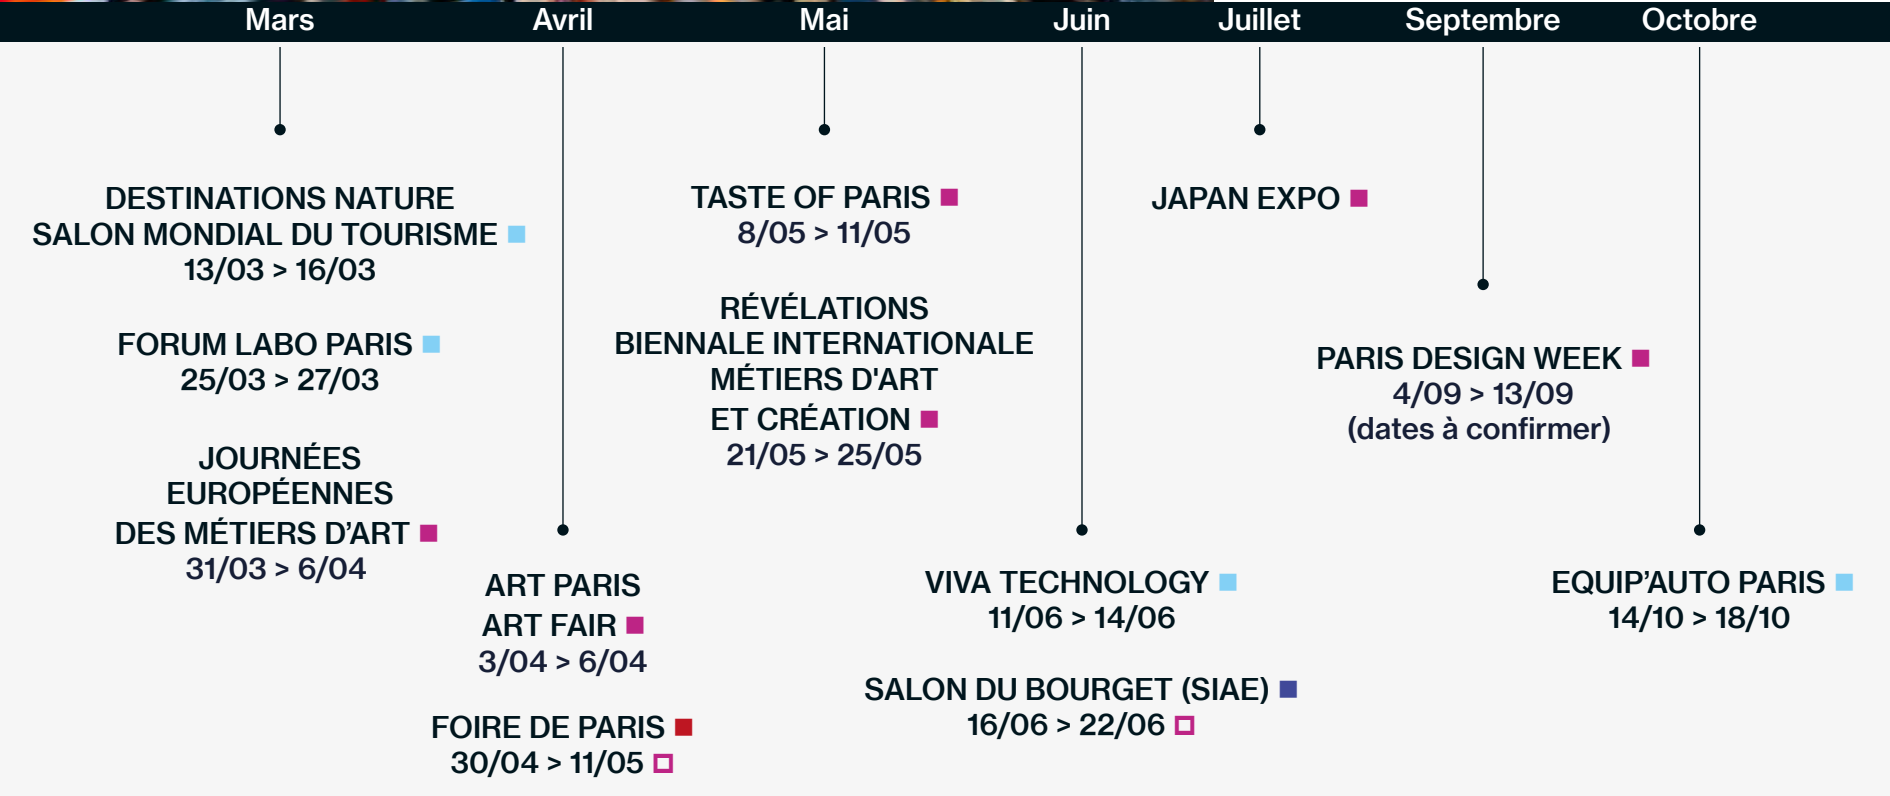 Mars
Avril
Mai
Juin
Juillet
Septembre
Octobre
DESTINATIONS NATURE
SALON MONDIAL DU TOURISME
13/03 > 16/03
FORUM LABO PARIS
25/03 > 27/03
JOURNÉES
EUROPÉENNES
DES MÉTIERS D’ART
31/03 > 6/04
ART PARIS
ART FAIR
3/04 > 6/04
FOIRE DE PARIS
30/04 > 11/05
TASTE OF PARIS
8/05 > 11/05
RÉVÉLATIONS
BIENNALE INTERNATIONALE
MÉTIERS D'ART
ET CRÉATION
21/05 > 25/05
VIVA TECHNOLOGY
11/06 > 14/06
SALON DU BOURGET (SIAE)
16/06 > 22/06
JAPAN EXPO
PARIS DESIGN WEEK
4/09 > 13/09
(dates à confirmer)
EQUIP’AUTO PARIS
14/10 > 18/10